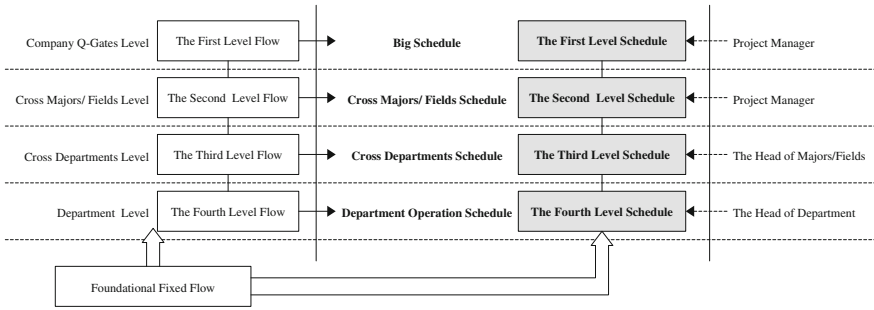 Company Q-Gates Level
The First Level Flow
Big Schedule
The First Level Schedule
Project Manager
Cross Majors/ Fields Level
The Second Level Flow
Cross Majors/ Fields Schedule
The Second Level Schedule
Project Manager
Cross Departments Level
The Third Level Flow
Cross Departments Schedule
The Third Level Schedule
The Head of Majors/Fields
Department Level
The Fourth Level Flow
Department Operation Schedule
The Fourth Level Schedule
The Head of Department
Foundational Fixed Flow